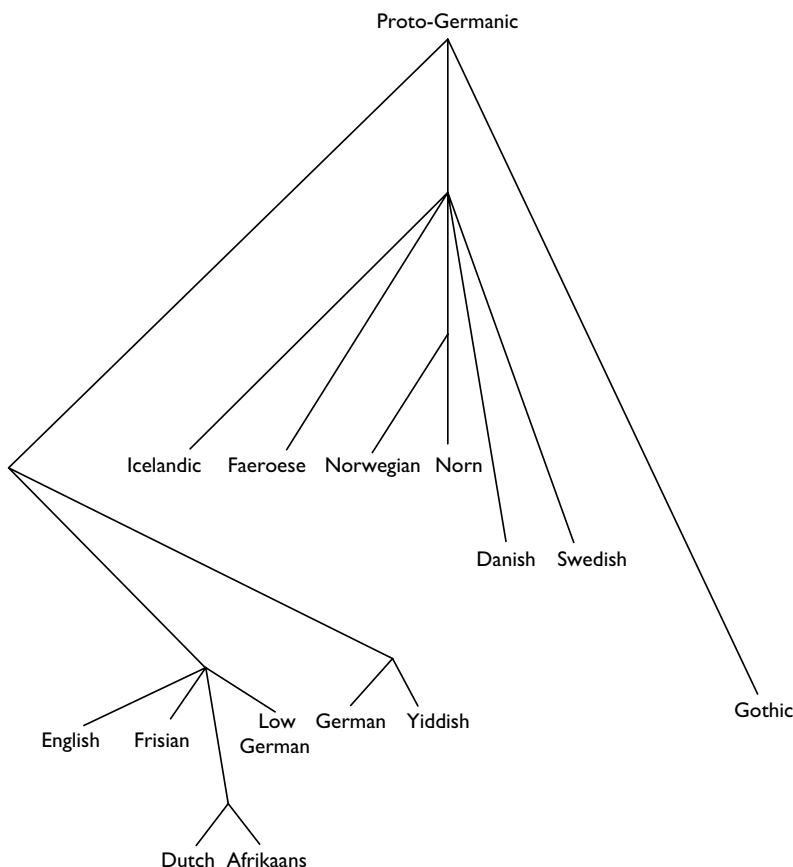 Proto-Germanic
Icelandic Faeroese Norwegian Norn
Danish Swedish
Gothic
English Frisian Low German German Yiddish
Dutch Afrikaans